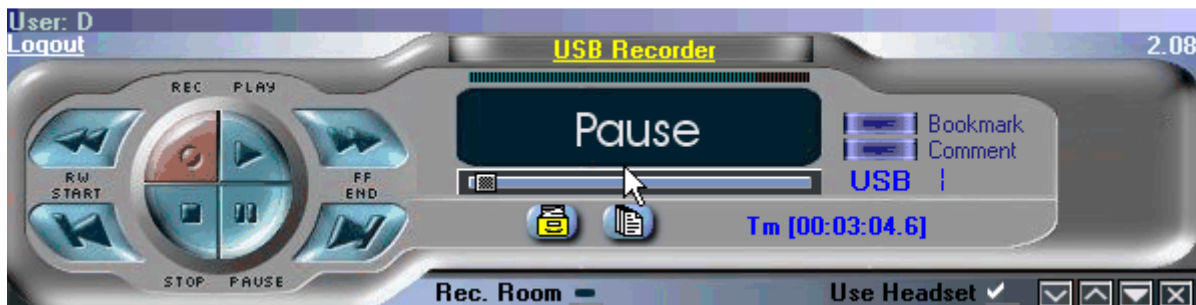 User: D
Logout
USB Recorder
2.08
REC PLAY
Pause
Bookmark
Comment
RW
START
FF
END
USB
Tm [00:03:04.6]
STOP PAUSE
Rec. Room
Use Headset